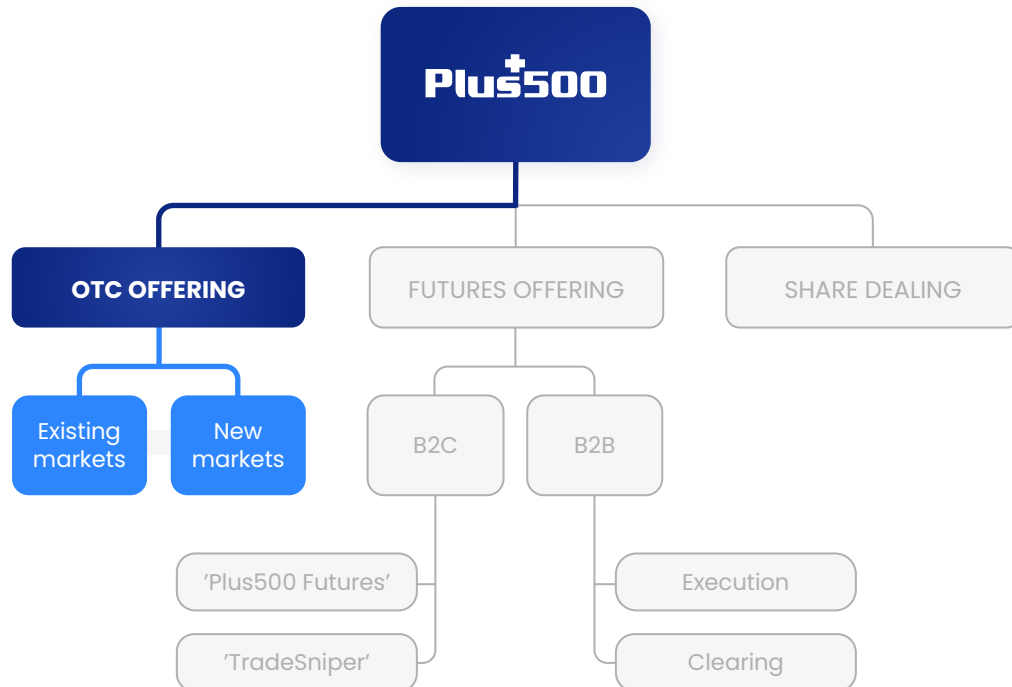 Plus500
OTC OFFERING
FUTURES OFFERING
SHARE DEALING
Existing
markets
New
markets
B2C
B2B
’Plus500 Futures’
Execution
’TradeSniper’
Clearing